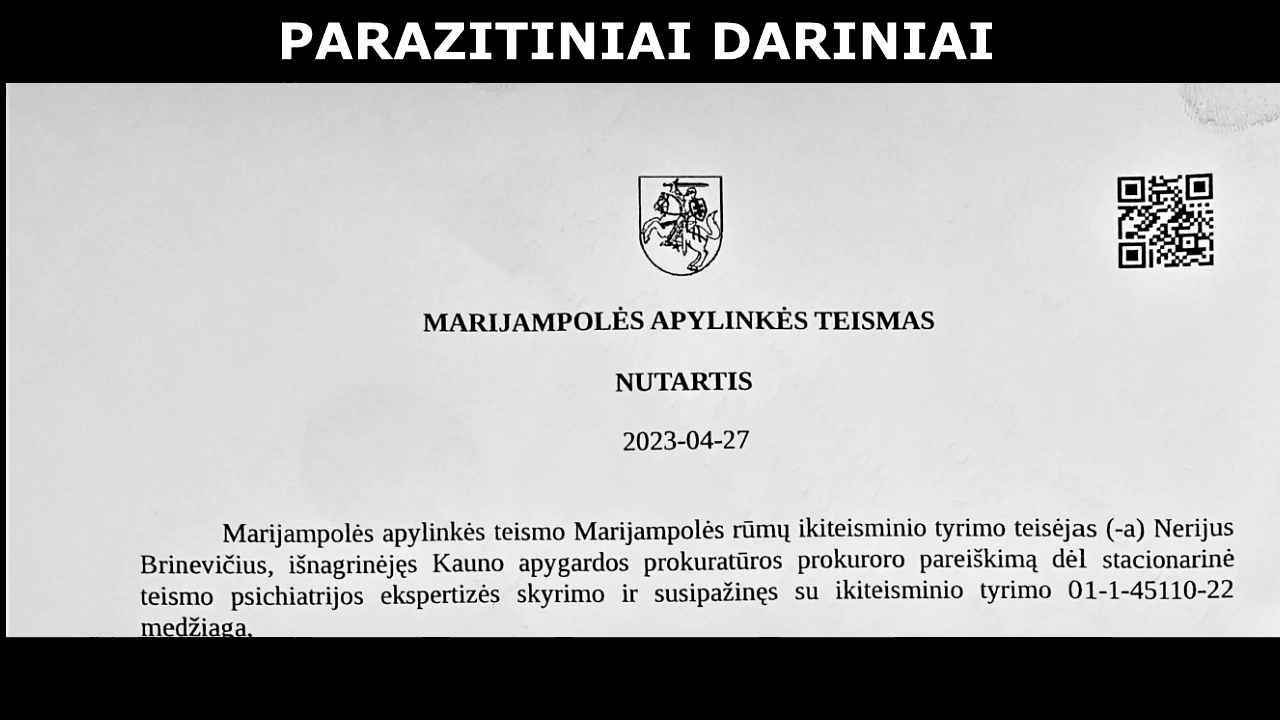 PARAZITINIAI DARINIAI
MARIJAMPOLĖS APYLINKĖS TEISMAS
NUTARTIS
2023-04-27
Marijampolės apylinkės teismo Marijampolės rūmų ikiteisminio tyrimo teisėjas (-a) Nerijus
Brinevičius, išnagrinėjęs Kauno apygardos prokuratūros prokuroro pareiškimą dėl stacionarinė
teismo psichiatrijos ekspertizės skyrimo ir susipažinęs su ikiteisminio tyrimo 01-1-45110-22
medžiaga,